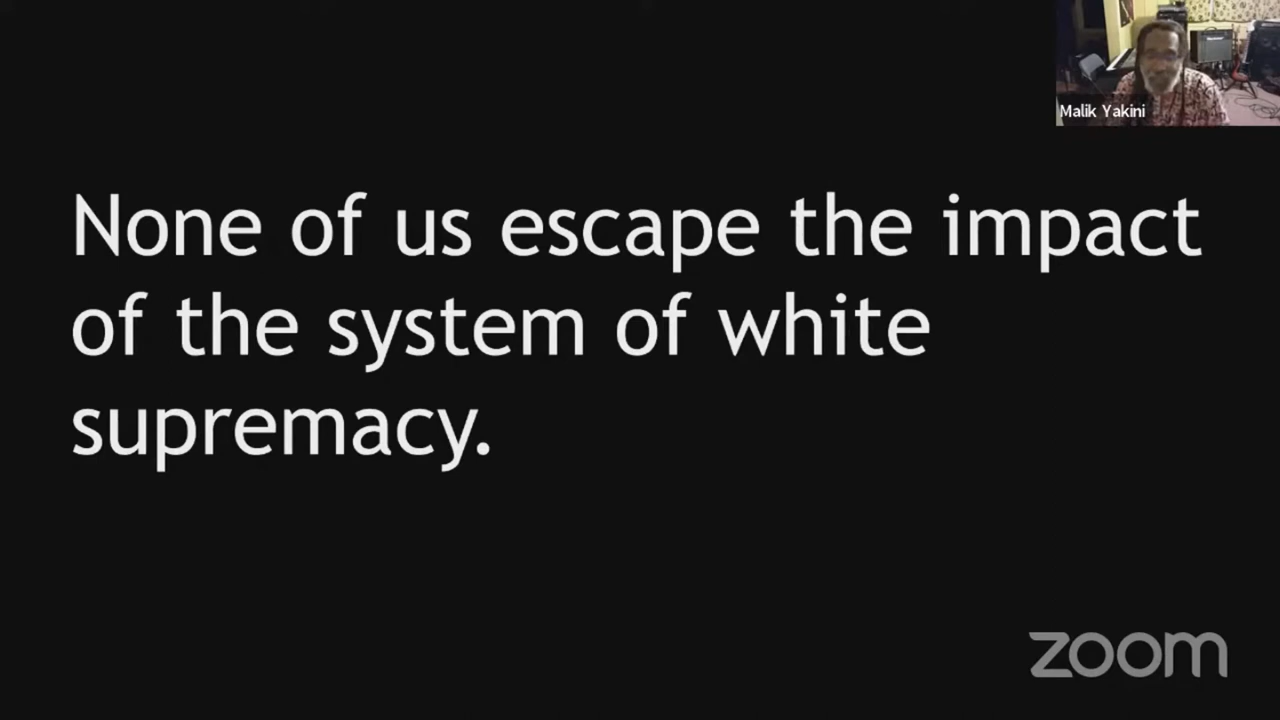 Malik Yakini
None of us escape the impact
of the system of white
supremacy.
zoom